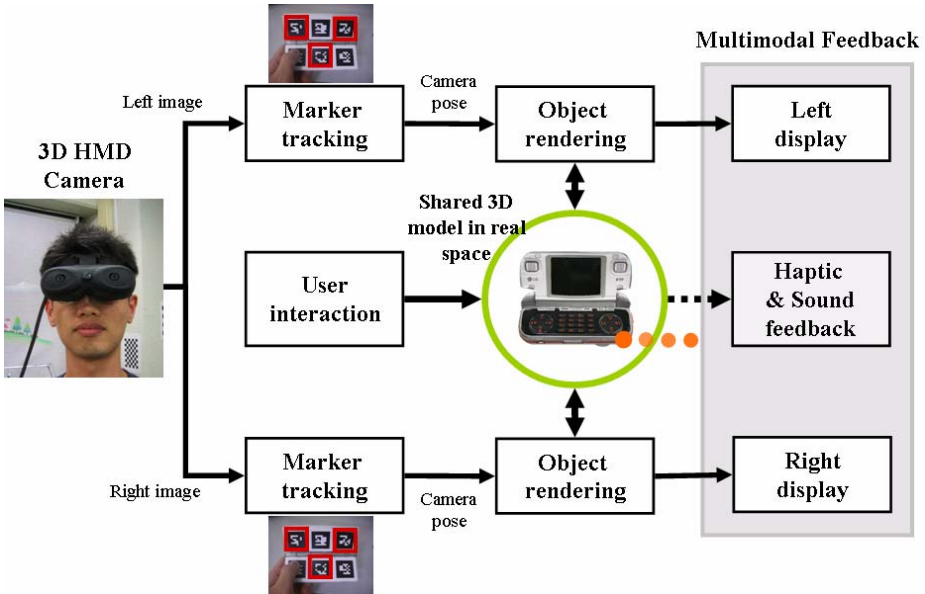 Multimodal Feedback
Left image
Camera
pose
Marker
tracking
Object
rendering
Left
display
3D HMD
Camera
Shared 3D
model in real
space
User
interaction
Haptic
& Sound
feedback
Right image
Marker
tracking
Camera
pose
Object
rendering
Right
display